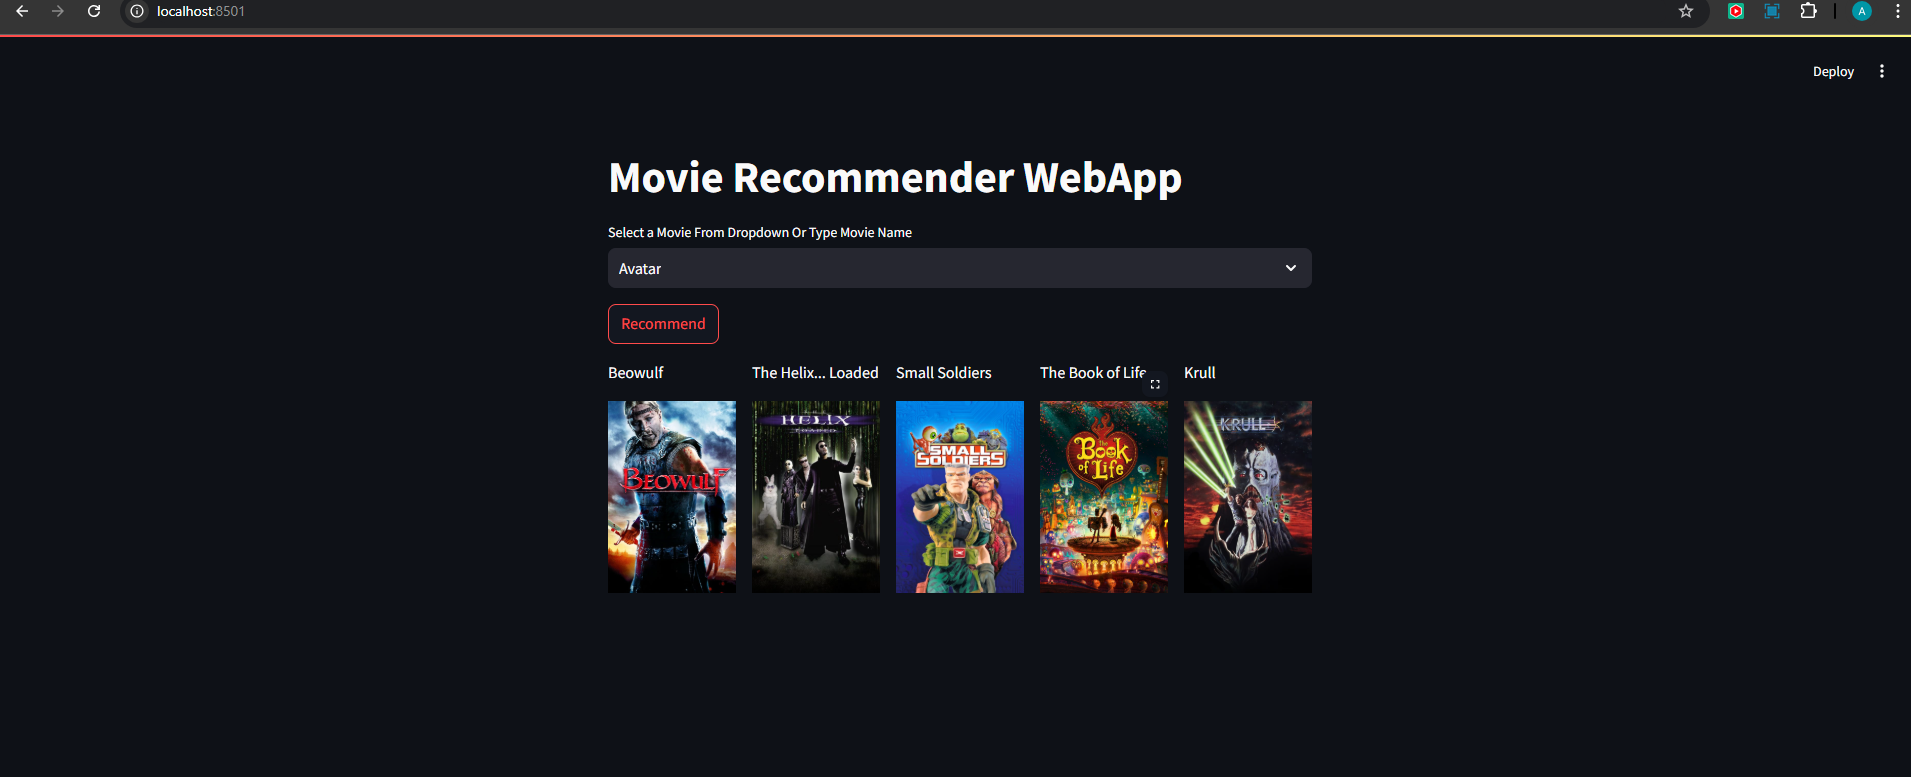 localhost:8501
A
Deploy
Movie Recommender WebApp
Select a Movie From Dropdown Or Type Movie Name
Avatar
Recommend
Beowulf
The Helix... Loaded
Small Soldiers
The Book of Life
Krull
BEOWULF
HELIX
LOADED
SMALL
SOLDIERS
The
Book
of Life
KRULL